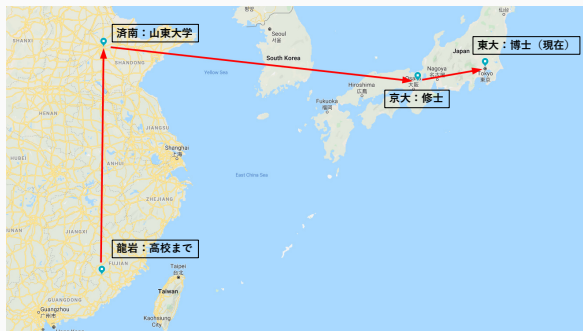 済南：山東大学
東大：博士（現在）
京大：修士
龍岩：高校まで
SHANXI
SHANDONG
HENAN
JIANGSU
HUBEI
ANHUI
Shanghai
上海
ZHEJIANG
JIANGXI
HUNAN
FUJIAN
GUANGDONG
Guangzhou
广州市
Taipei
台北
Taiwan
Kaohsiung
City
East China Sea
Yellow Sea
Seoul
서울
South Korea
Fukuoka
福岡
Hiroshima
広島
Osaka
大阪
Nagoya
名古屋
Japan
Tokyo
東京